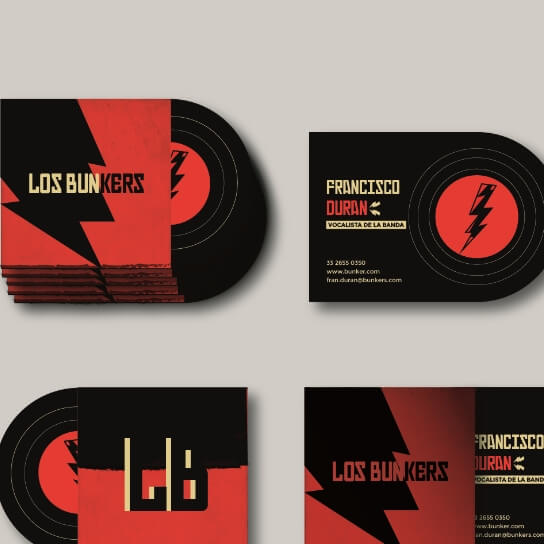 LOS BUNKERS
FRANCISCO
DURAN
VOCALISTA DE LA BANDA
33 2655 0350
www.bunker.com
fran.duran@bunkers.com
LB
LOS BUNKERS
FRANCISCO
DURAN
VOCALISTA DE LA BANDA
33 2655 0350
www.bunker.com
fran.duran@bunkers.com